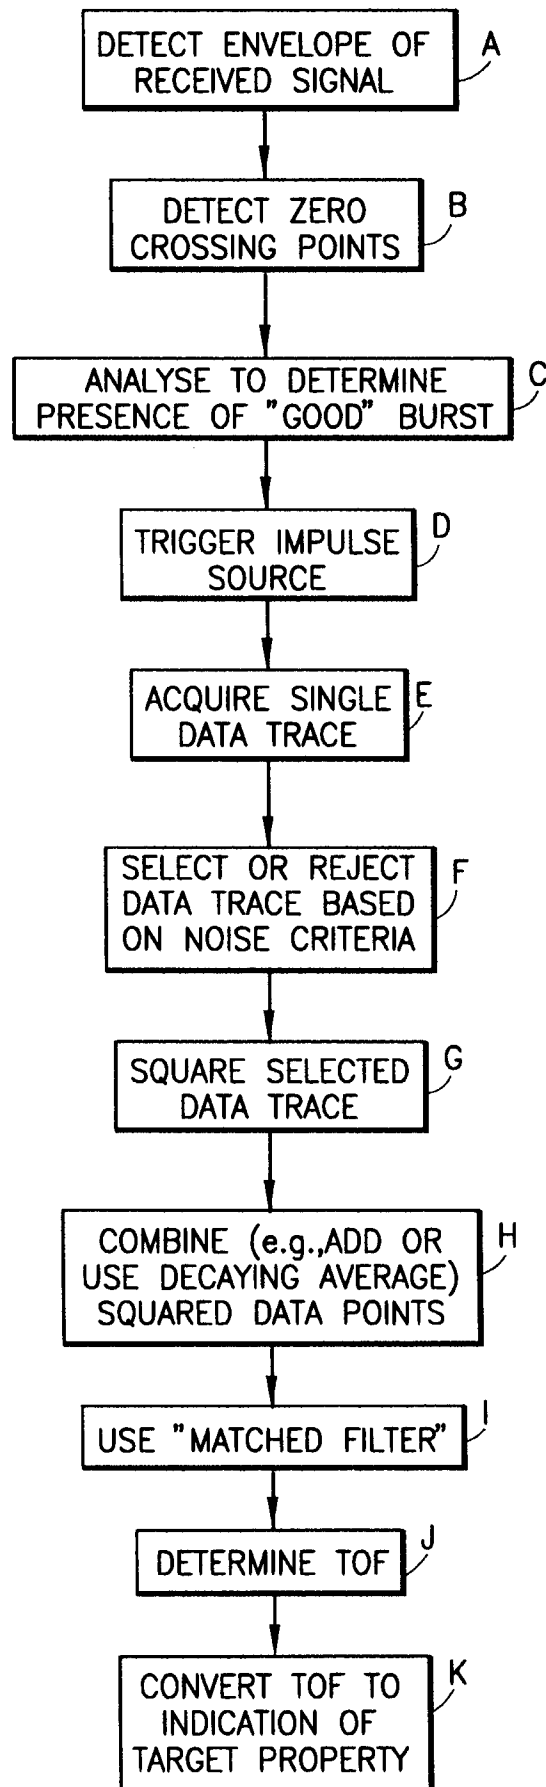 DETECT ENVELOPE OF
RECEIVED SIGNAL
A
DETECT ZERO
CROSSING POINTS
B
ANALYSE TO DETERMINE
PRESENCE OF "GOOD" BURST
C
TRIGGER IMPULSE
SOURCE
D
ACQUIRE SINGLE
DATA TRACE
E
SELECT OR REJECT
DATA TRACE BASED
ON NOISE CRITERIA
F
SQUARE SELECTED
DATA TRACE
G
COMBINE (e.g.,ADD OR
USE DECAYING AVERAGE)
SQUARED DATA POINTS
H
USE "MATCHED FILTER"
I
DETERMINE TOF
J
CONVERT TOF TO
INDICATION OF
TARGET PROPERTY
K